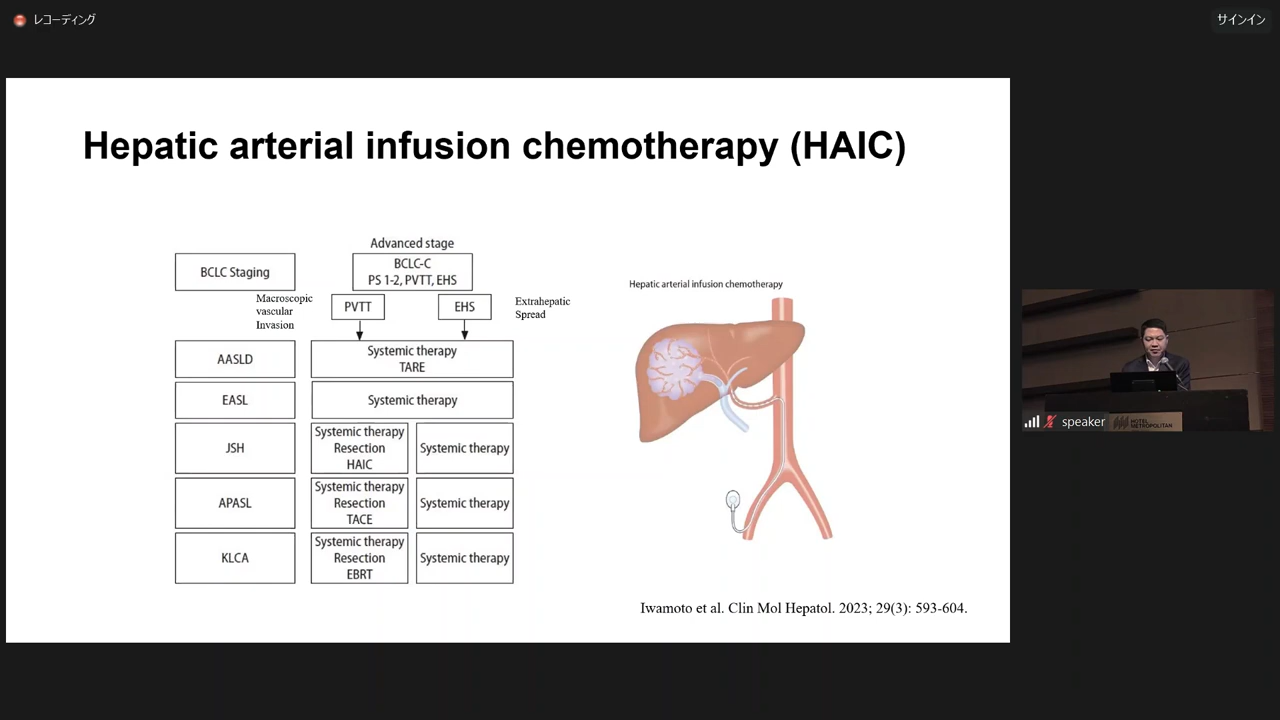 レコーディング
サインイン
Hepatic arterial infusion chemotherapy (HAIC)
Advanced stage
BCLC Staging
BCLC-C
PS 1-2, PVTT, EHS
Macroscopic
vascular
Invasion
PVTT
EHS
Extrahepatic
Spread
AASLD
Systemic therapy
TARE
EASL
Systemic therapy
JSH
Systemic therapy
Resection
HAIC
Systemic therapy
APASL
Systemic therapy
Resection
TACE
Systemic therapy
KLCA
Systemic therapy
Resection
EBRT
Systemic therapy
Hepatic arterial infusion chemotherapy
Iwamoto et al. Clin Mol Hepatol. 2023; 29(3): 593-604.
speaker
HOTEL
METROPOLITAN